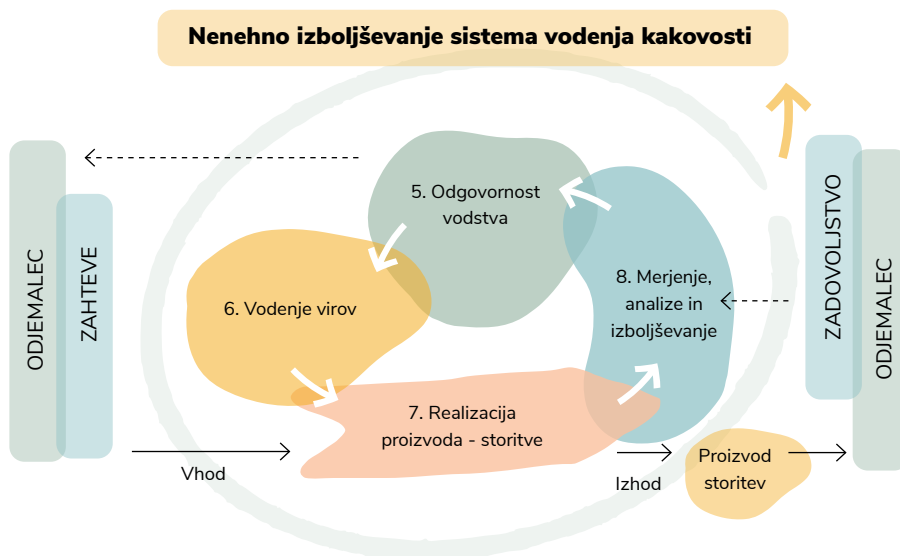 Nenehno izboljševanje sistema vodenja kakovosti
ODJEMALEC
ZAHTEVE
5. Odgovornost
vodstva
6. Vodenje virov
8. Merjenje,
analize in
izboljševanje
7. Realizacija
proizvoda - storitve
Vhod
Izhod
Proizvod
storitev
ZADOVOLJSTVO
ODJEMALEC